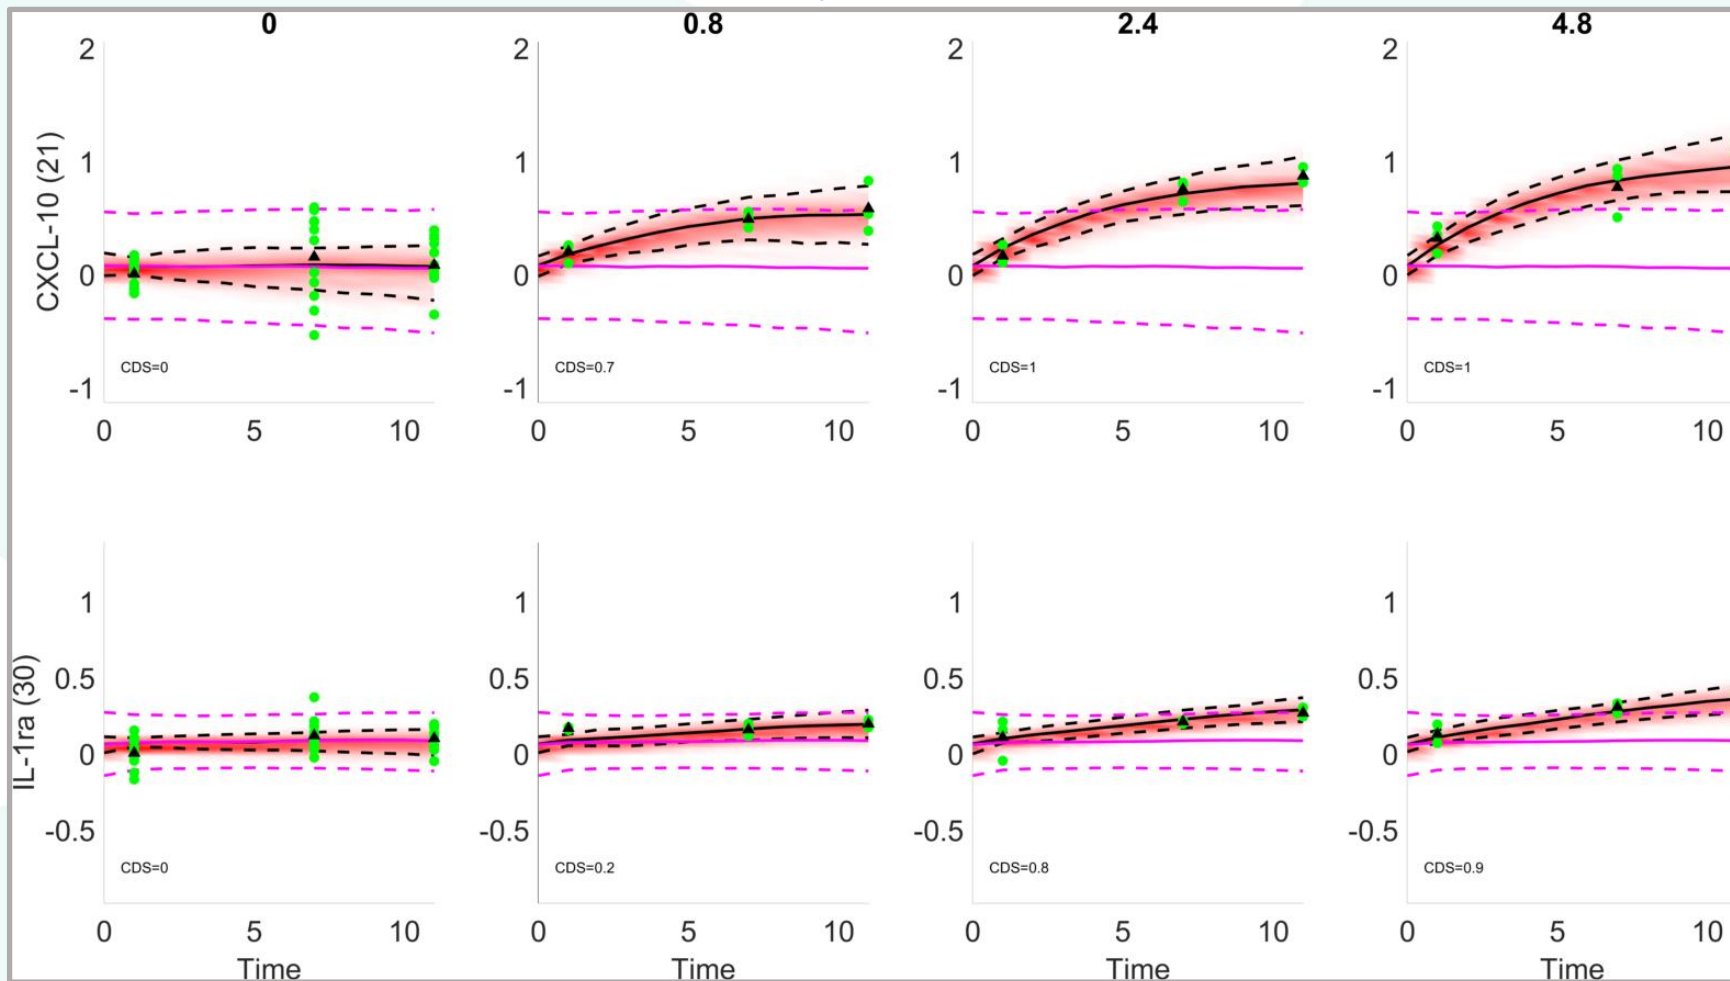 0 0.8 2.4 4.8
CXCL-10 (21)
2 2 2 2
1 1 1 1
0 0 0 0
-1 -1 -1 -1
CDS=0 CDS=0.7 CDS=1 CDS=1
0 5 10 0 5 10 0 5 10 0 5 10
IL-1ra (30)
1 1 1 1
0.5 0.5 0.5 0.5
0 0 0 0
-0.5 -0.5 -0.5 -0.5
CDS=0 CDS=0.2 CDS=0.8 CDS=0.9
0 5 10 0 5 10 0 5 10 0 5 10
Time Time Time Time